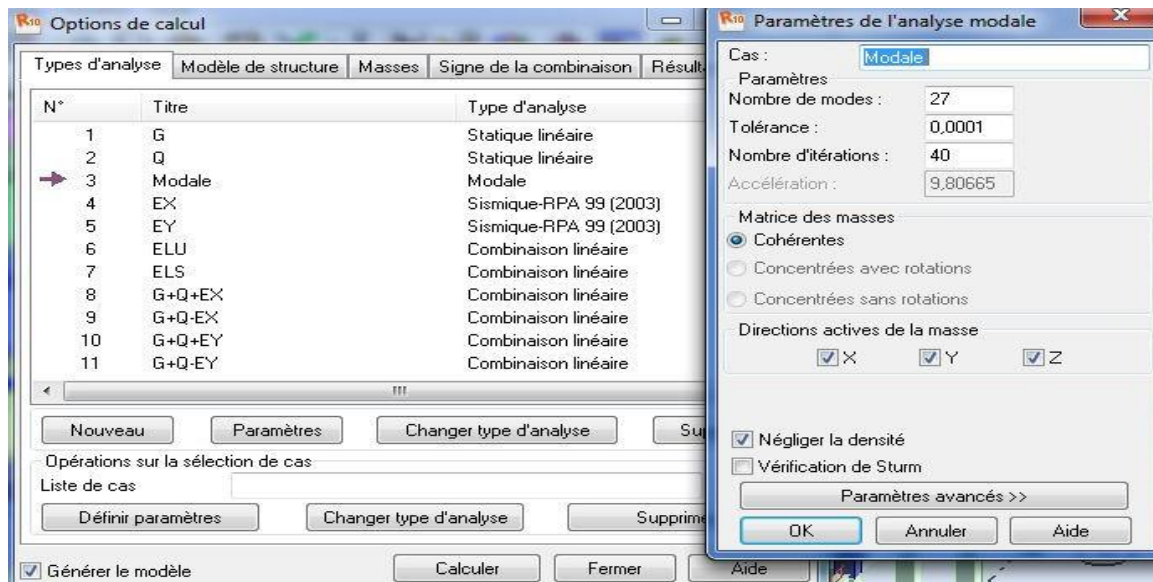 R10 Options de calcul
Types d'analyse Modèle de structure Masses Signe de la combinaison
N° Titre Type d'analyse
1 G Statique linéaire
2 Q Statique linéaire
3 Modale Modale
4 EX Sismique-RPA 99 (2003)
5 EY Sismique-RPA 99 (2003)
6 ELU Combinaison linéaire
7 ELS Combinaison linéaire
8 G+Q+EX Combinaison linéaire
9 G+Q-EX Combinaison linéaire
10 G+Q+EY Combinaison linéaire
11 G+Q-EY Combinaison linéaire
Nouveau Paramètres Changer type d'analyse
Opérations sur la sélection de cas
Liste de cas
Définir paramètres Changer type d'analyse
Générer le modèle Calculer Fermer Aide
R10 Paramètres de l'analyse modale
Cas : Modale
Paramètres
Nombre de modes : 27
Tolérance : 0,0001
Nombre d'itérations : 40
Accélération : 9,80665
Matrice des masses
Cohérentes
Concentrées avec rotations
Concentrées sans rotations
Directions actives de la masse
X Y Z
Négliger la densité
Vérification de Sturm
Paramètres avancés >>
OK Annuler Aide